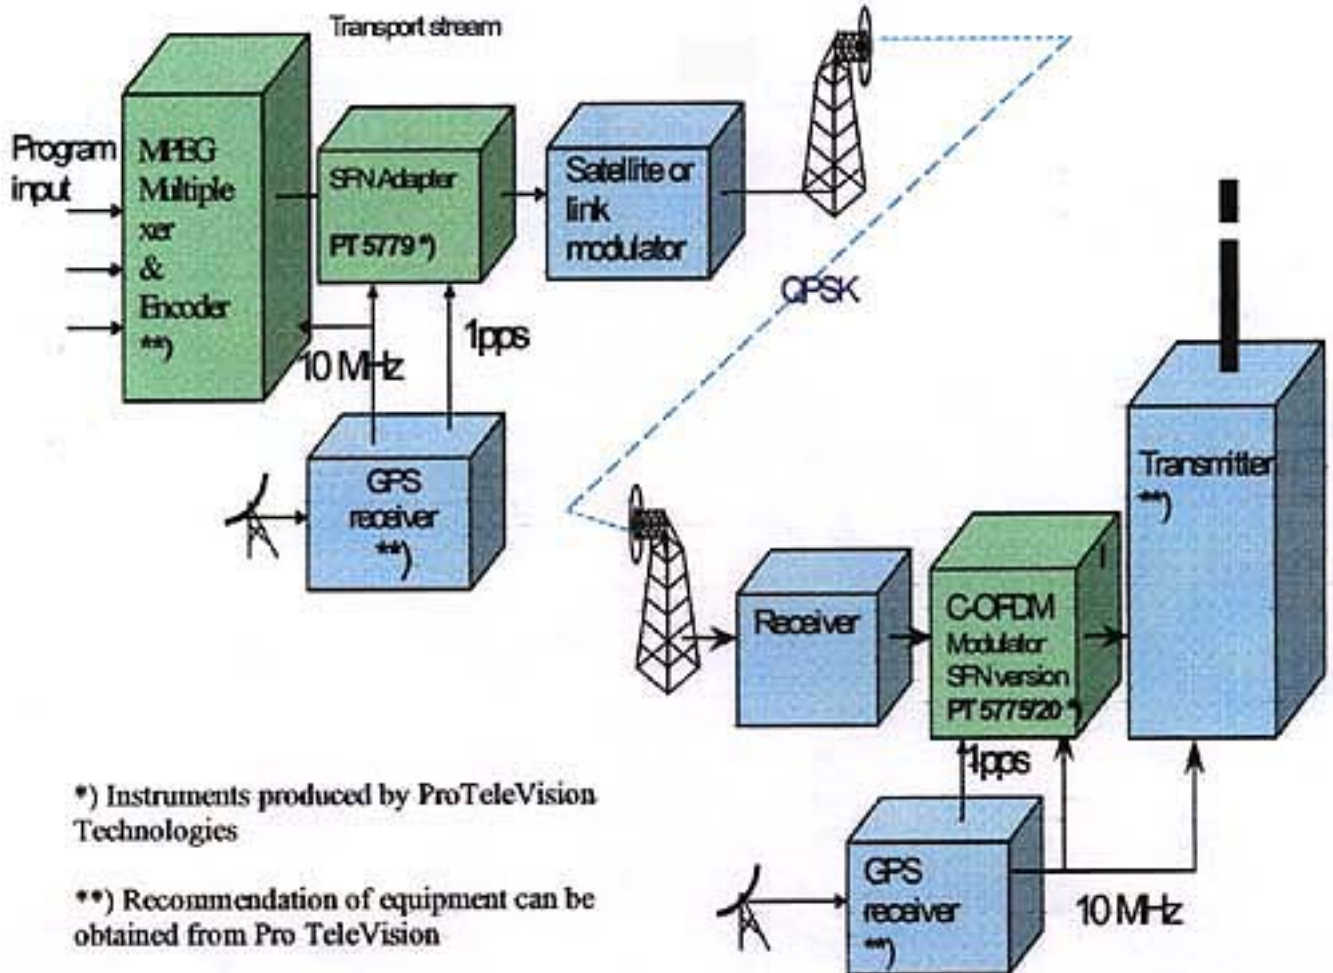 Transport stream
Program
input
MPEG
Multiple
xer
&
Encoder
**)
SFN Adapter
PT 5779 *)
Satellite or
link
modulator
10 MHz
1pps
QPSK
GPS
receiver
**)
Receiver
C-OFDM
Modulator
SFN version
PT 5775/20 *)
Transmitter
**)
1pps
GPS
receiver
**)
10 MHz
*) Instruments produced by ProTeleVision
Technologies
**) Recommendation of equipment can be
obtained from Pro TeleVision